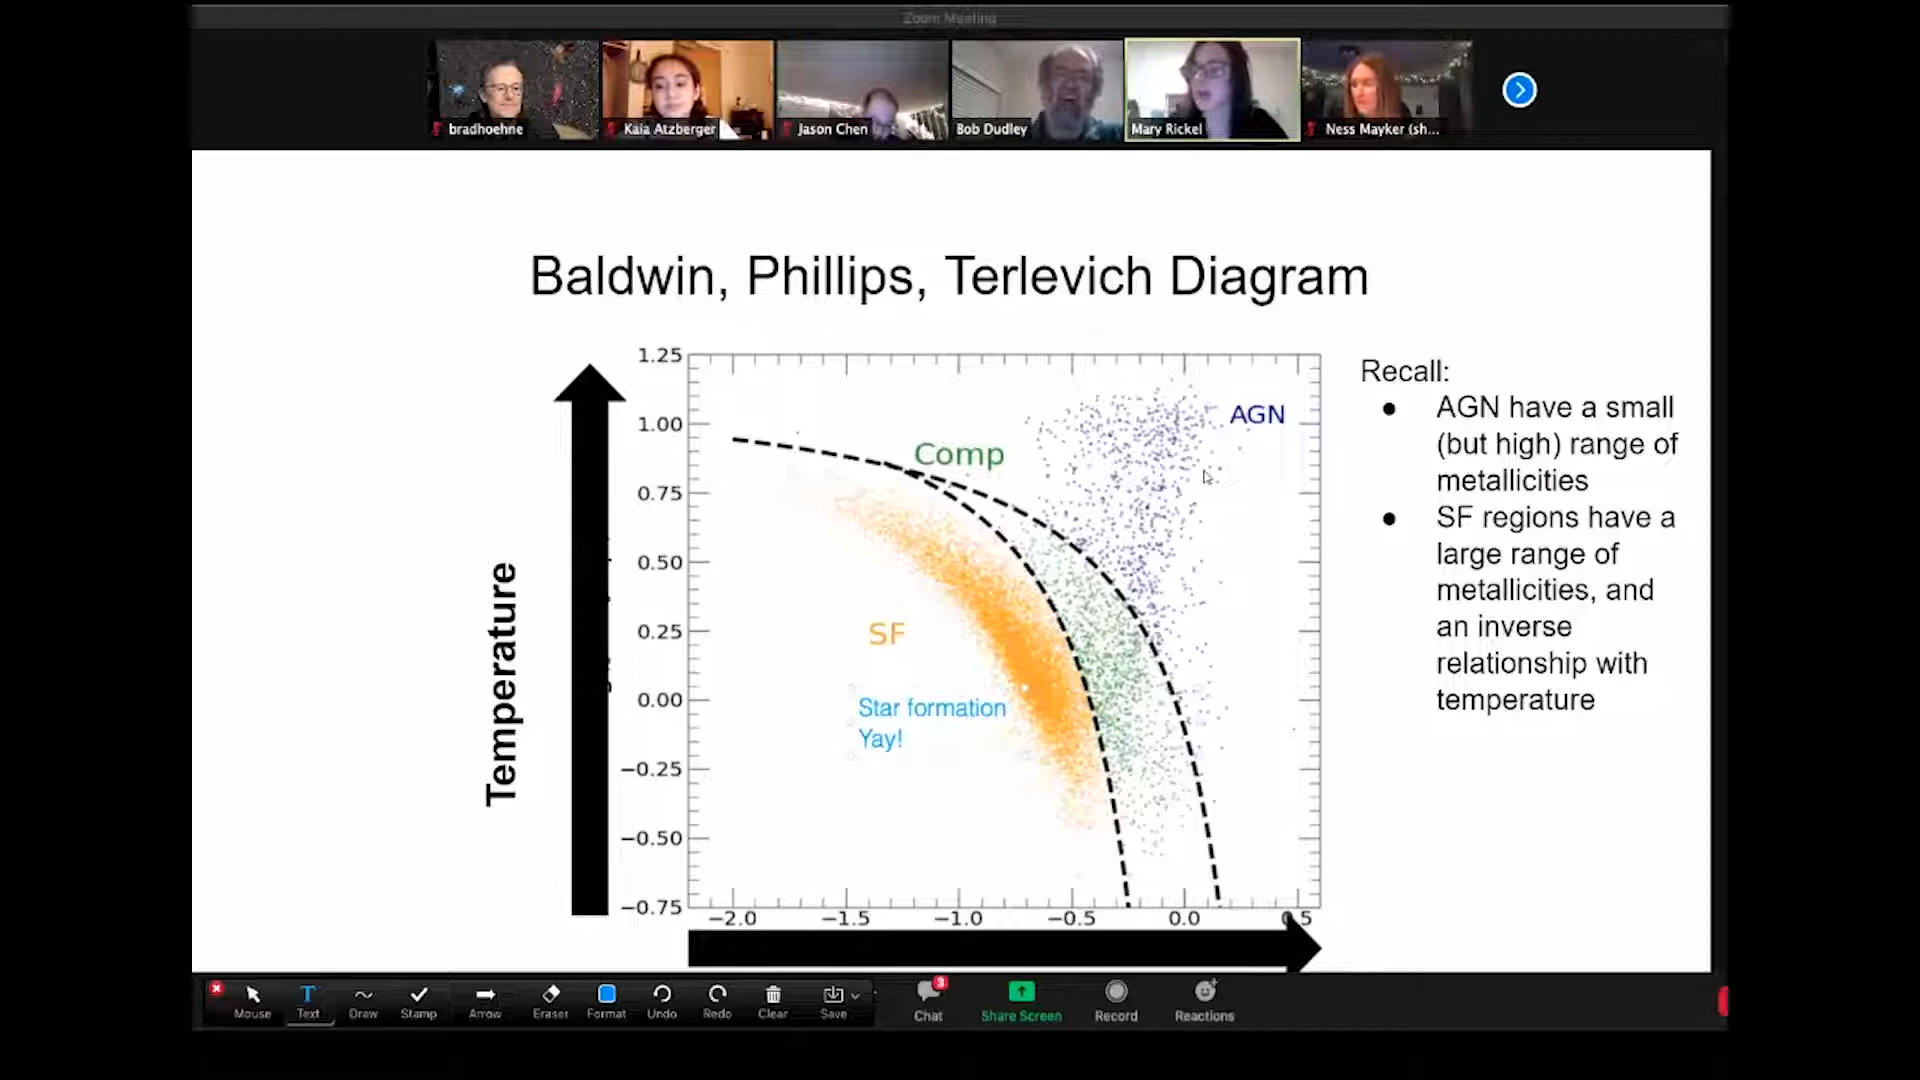 Zoom Meeting
bradhoehne
Kaia Atzberger
Jason Chen
Bob Dudley
Mary Rickel
Ness Mayker (sh...
Baldwin, Phillips, Terlevich Diagram
Temperature
1.25
1.00
0.75
0.50
0.25
0.00
−0.25
−0.50
−0.75
−2.0
−1.5
−1.0
−0.5
0.0
AGN
Comp
SF
Star formation
Yay!
Recall:
● AGN have a small
(but high) range of
metallicities
● SF regions have a
large range of
metallicities, and
an inverse
relationship with
temperature
Mouse
T
Text
Draw
Stamp
Arrow
Eraser
Format
Undo
Redo
Clear
Save
3
Chat
Share Screen
Record
Reactions